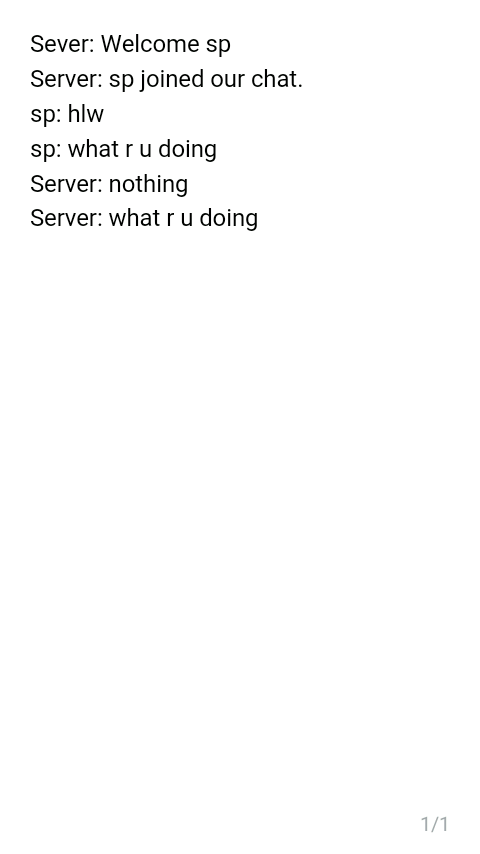 Sever: Welcome sp
Server: sp joined our chat.
sp: hlw
sp: what r u doing
Server: nothing
Server: what r u doing
1/1